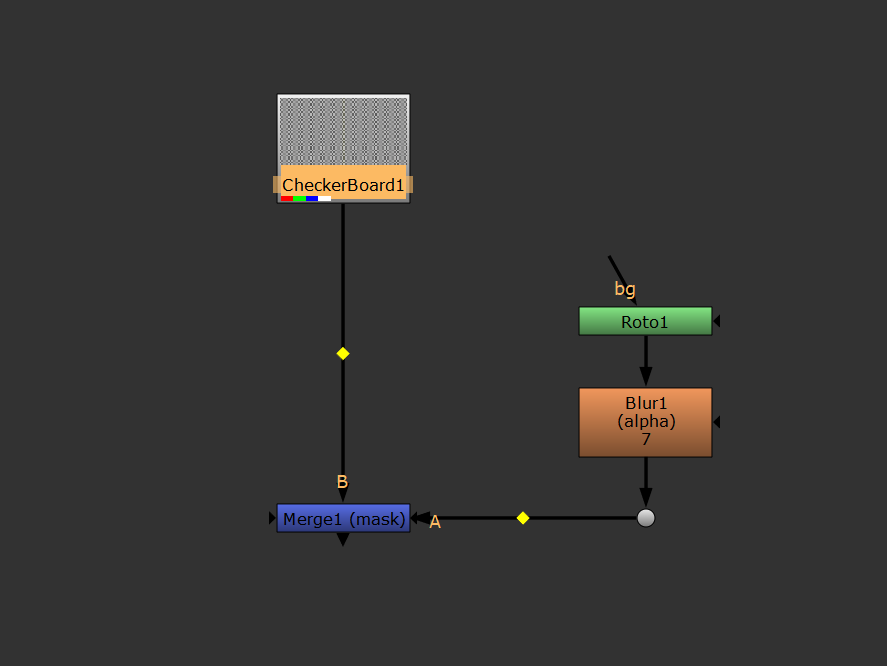 CheckerBoard1
bg
Roto1
Blur1
(alpha)
7
B
Merge1 (mask)
A